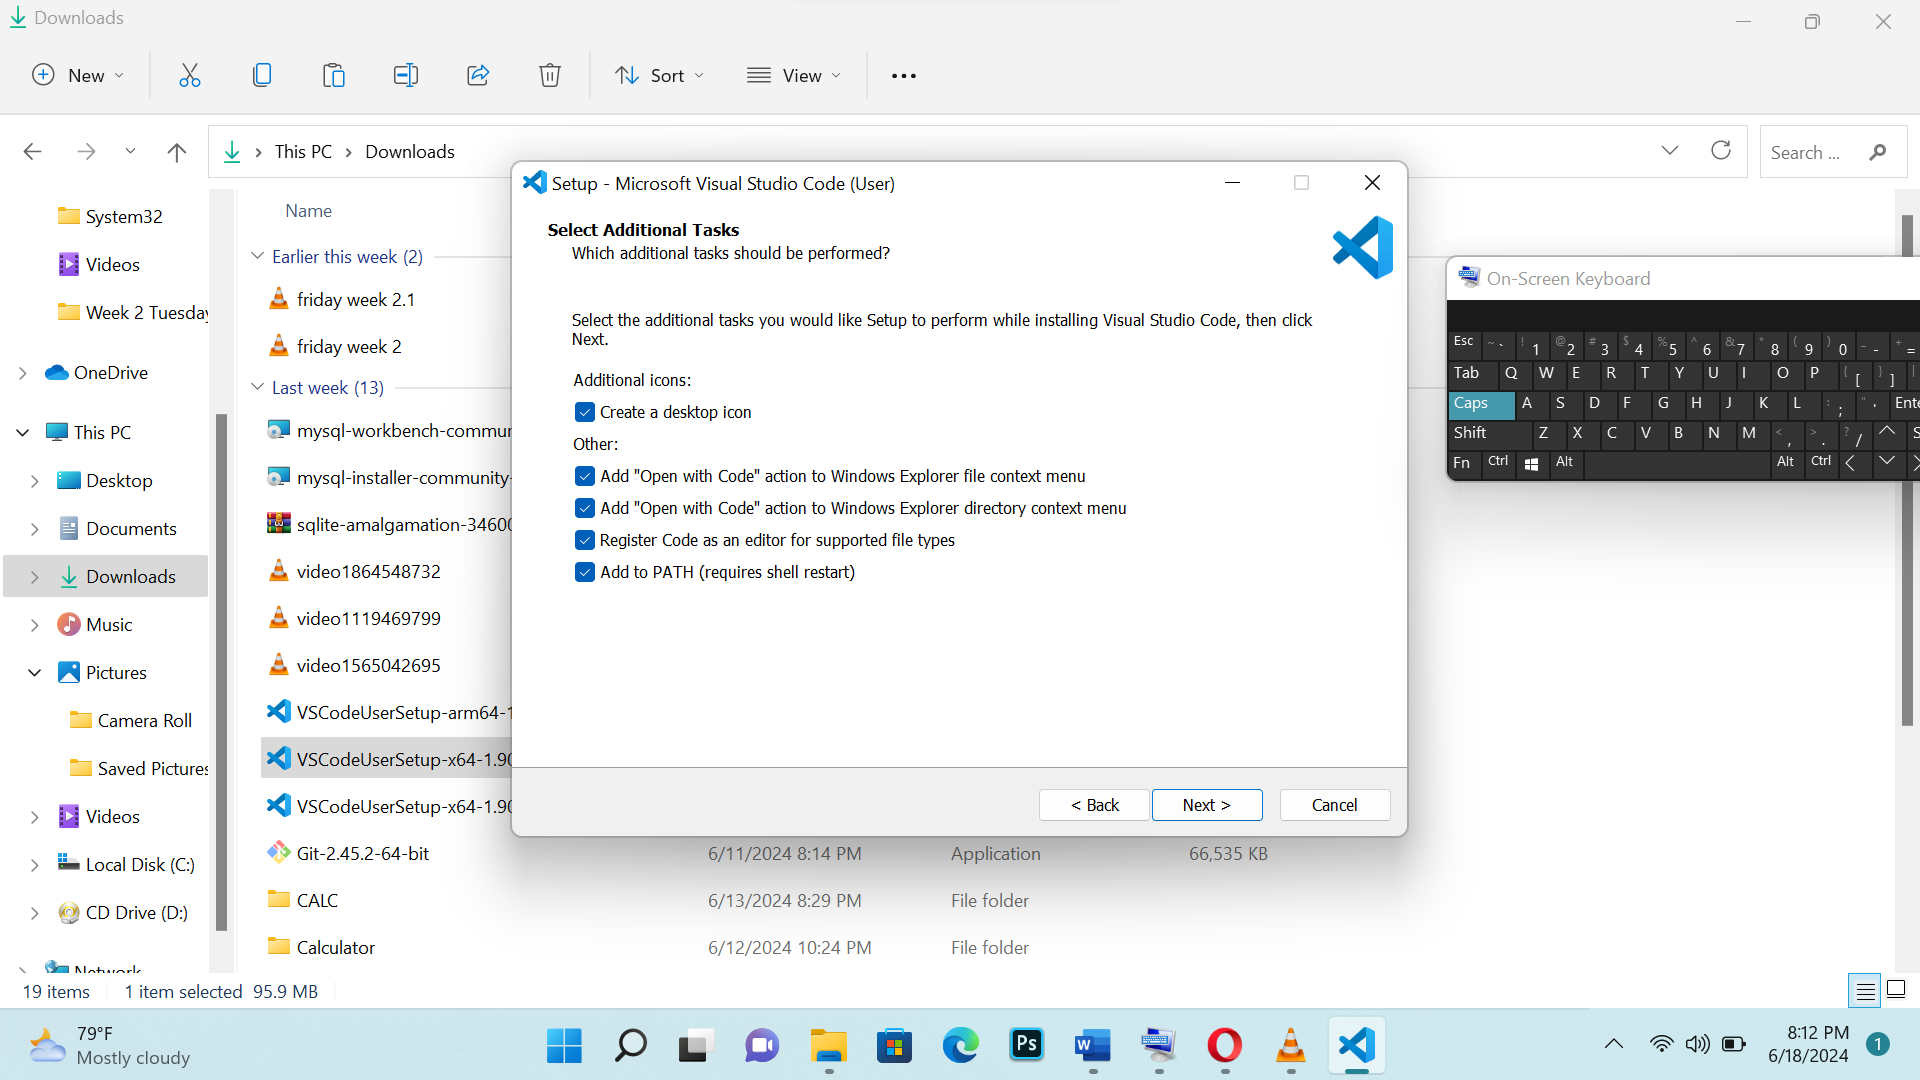 Downloads
New
Sort
View
This PC
Downloads
Search ...
System32
Videos
Week 2 Tuesday
OneDrive
This PC
Desktop
Documents
Downloads
Music
Pictures
Camera Roll
Saved Pictures
Videos
Local Disk (C:)
CD Drive (D:)
Network
Name
Earlier this week (2)
friday week 2.1
friday week 2
Last week (13)
mysql-workbench-commun
mysql-installer-community-
sqlite-amalgamation-34600
video1864548732
video1119469799
video1565042695
VSCodeUserSetup-arm64-1
VSCodeUserSetup-x64-1.90
VSCodeUserSetup-x64-1.90
Git-2.45.2-64-bit 6/11/2024 8:14 PM Application 66,535 KB
CALC 6/13/2024 8:29 PM File folder
Calculator 6/12/2024 10:24 PM File folder
Setup - Microsoft Visual Studio Code (User)
Select Additional Tasks
Which additional tasks should be performed?
Select the additional tasks you would like Setup to perform while installing Visual Studio Code, then click
Next.
Additional icons:
Create a desktop icon
Other:
Add "Open with Code" action to Windows Explorer file context menu
Add "Open with Code" action to Windows Explorer directory context menu
Register Code as an editor for supported file types
Add to PATH (requires shell restart)
< Back
Next >
Cancel
On-Screen Keyboard
Esc ~ ` ! 1 @ 2 # 3 $ 4 % 5 ^ 6 & 7 * 8 ( 9 ) 0 _ - + =
Tab Q W E R T Y U I O P { [ } ] |
Caps A S D F G H J K L : ; " ' Ente
Shift Z X C V B N M < , > . ? / S
Fn Ctrl Alt Alt Ctrl
19 items 1 item selected 95.9 MB
79°F
Mostly cloudy
Ps
W
8:12 PM
6/18/2024
1